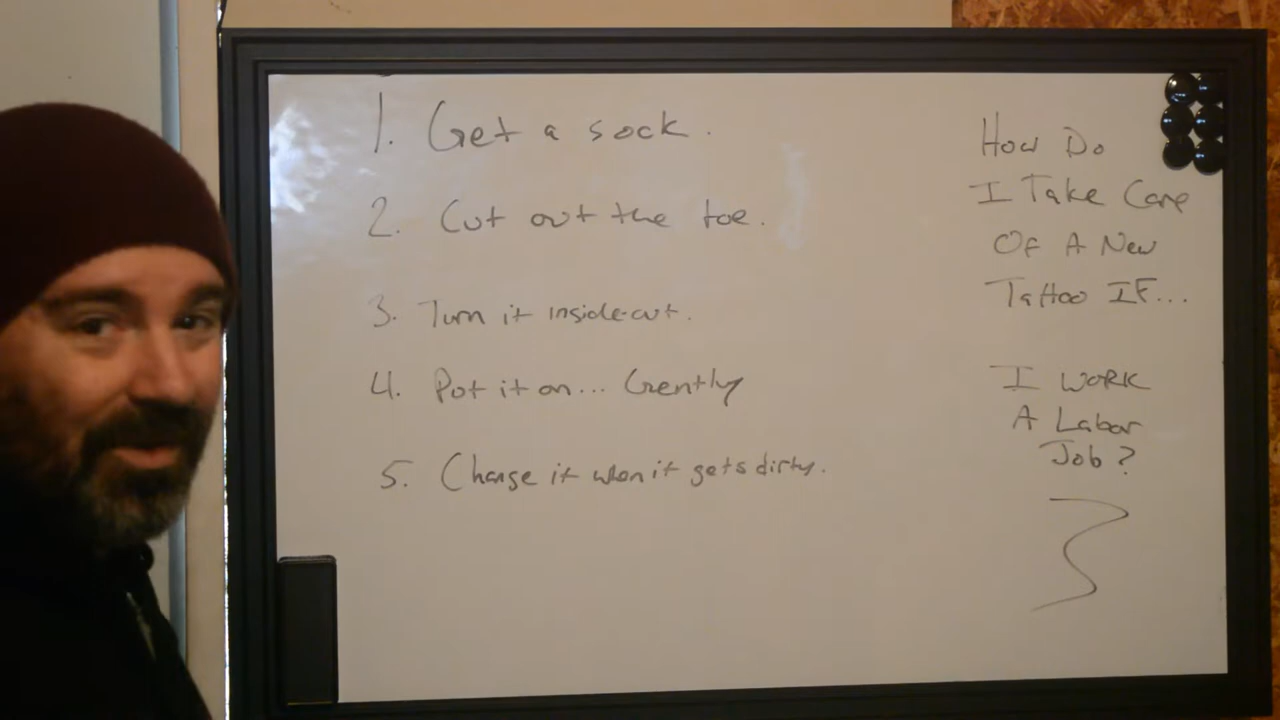 1. Get a sock.
2. Cut out the toe.
3. Turn it inside-out.
4. Put it on... Gently
5. Change it when it gets dirty.
How Do
I Take Care
Of A New
Tattoo IF...
I WORK
A Labor
Job?